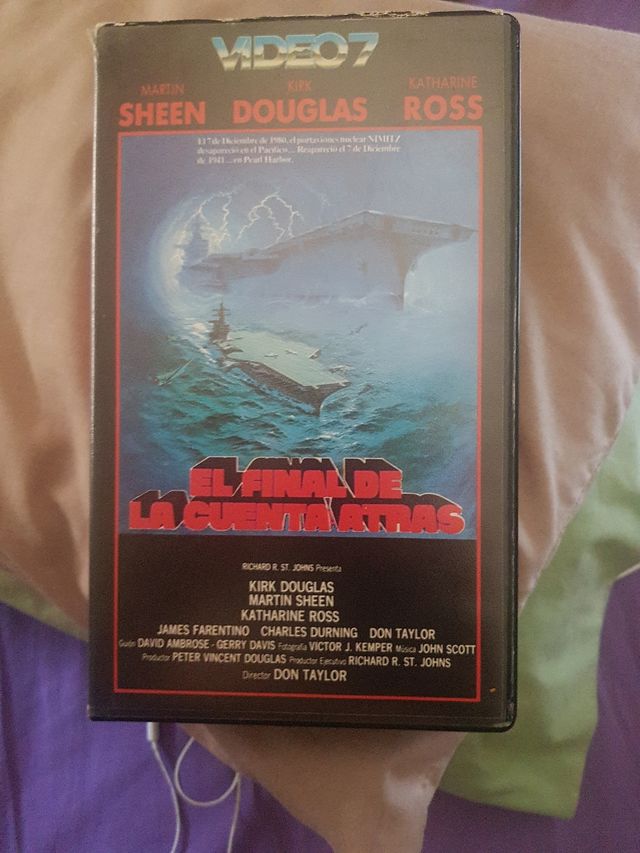 VIDEO 7
MARTIN KIRK KATHARINE
SHEEN DOUGLAS ROSS
El 7 de Diciembre de 1980, el portaviones nuclear NIMITZ
desapareció en el Pacífico... Reapareció el 7 de Diciembre
de 1941 ...en Pearl Harbor.
EL FINAL DE
LA CUENTA ATRAS
RICHARD R. ST. JOHNS Presenta
KIRK DOUGLAS
MARTIN SHEEN
KATHARINE ROSS
JAMES FARENTINO CHARLES DURNING DON TAYLOR
Guión DAVID AMBROSE - GERRY DAVIS Fotografía VICTOR J. KEMPER Música JOHN SCOTT
Productor PETER VINCENT DOUGLAS Productor Ejecutivo RICHARD R. ST. JOHNS
Director DON TAYLOR